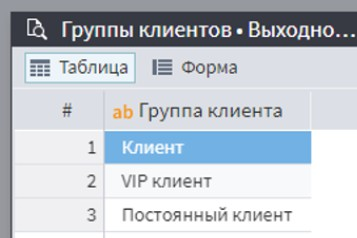 Группы клиентов • Выходно...
Таблица Форма
# ab Группа клиента
1 Клиент
2 VIP клиент
3 Постоянный клиент